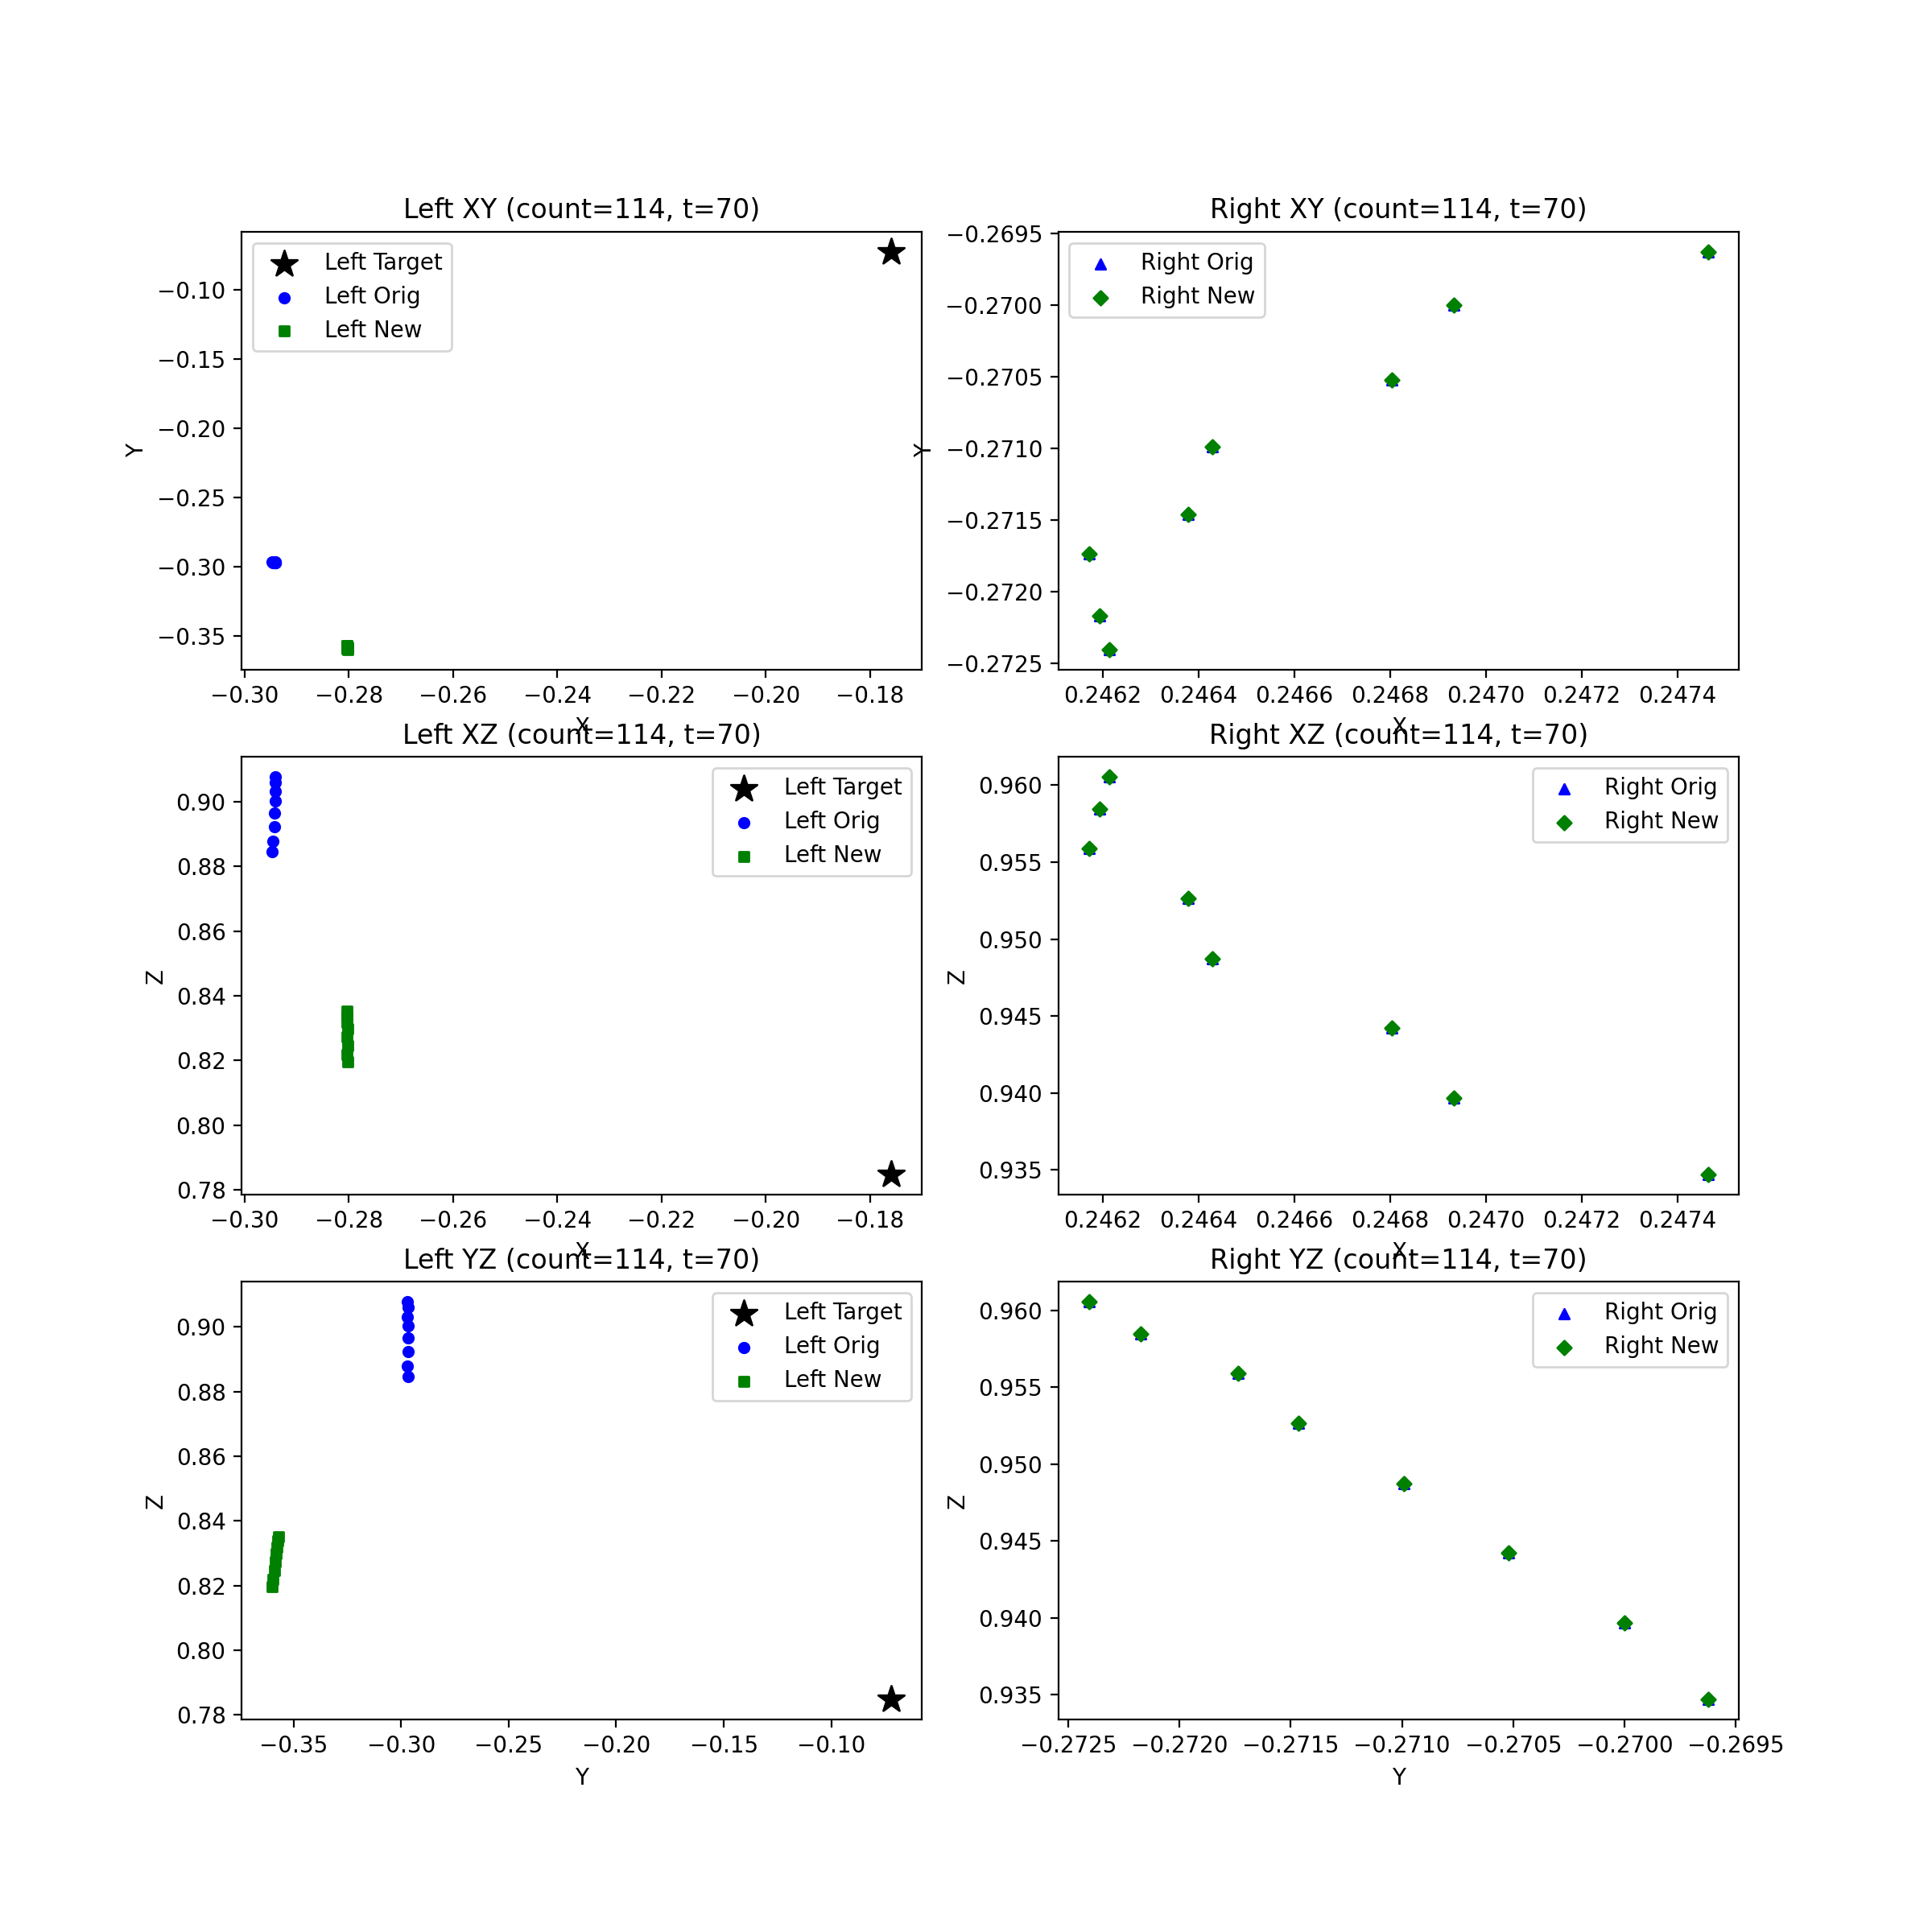 Left XY (count=114, t=70)
Left Target
Left Orig
Left New
−0.10
−0.15
−0.20
−0.25
−0.30
−0.35
Y
−0.30 −0.28 −0.26 −0.24 −0.22 −0.20 −0.18
X
Right XY (count=114, t=70)
Right Orig
Right New
−0.2695
−0.2700
−0.2705
−0.2710
−0.2715
−0.2720
−0.2725
Y
0.2462 0.2464 0.2466 0.2468 0.2470 0.2472 0.2474
X
Left XZ (count=114, t=70)
Left Target
Left Orig
Left New
0.90
0.88
0.86
0.84
0.82
0.80
0.78
Z
−0.30 −0.28 −0.26 −0.24 −0.22 −0.20 −0.18
X
Right XZ (count=114, t=70)
Right Orig
Right New
0.960
0.955
0.950
0.945
0.940
0.935
Z
0.2462 0.2464 0.2466 0.2468 0.2470 0.2472 0.2474
X
Left YZ (count=114, t=70)
Left Target
Left Orig
Left New
0.90
0.88
0.86
0.84
0.82
0.80
0.78
Z
−0.35 −0.30 −0.25 −0.20 −0.15 −0.10
Y
Right YZ (count=114, t=70)
Right Orig
Right New
0.960
0.955
0.950
0.945
0.940
0.935
Z
−0.2725 −0.2720 −0.2715 −0.2710 −0.2705 −0.2700 −0.2695
Y